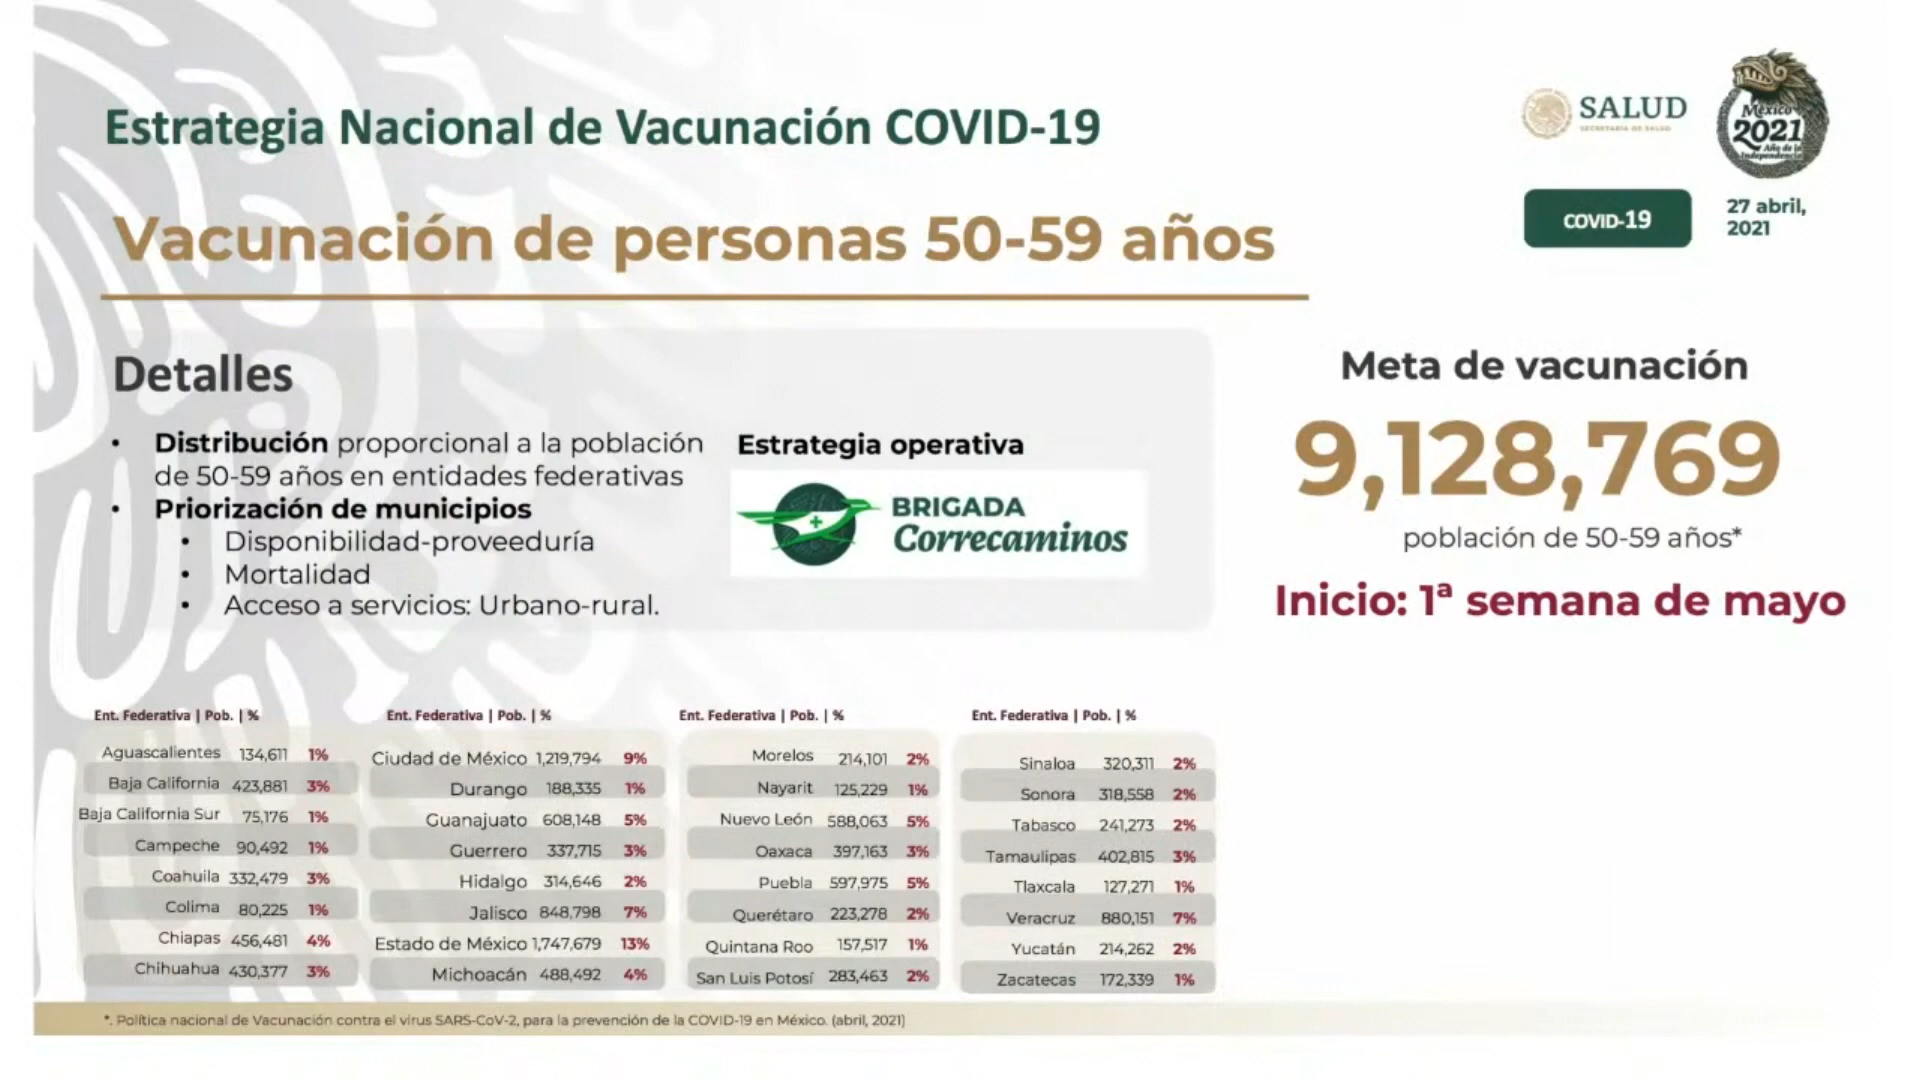 Estrategia Nacional de Vacunación COVID-19
SALUD
SECRETARÍA DE SALUD
México
2021
Año de la
Independencia
Vacunación de personas 50-59 años
COVID-19
27 abril,
2021
Detalles
• Distribución proporcional a la población
de 50-59 años en entidades federativas
• Priorización de municipios
• Disponibilidad-proveeduría
• Mortalidad
• Acceso a servicios: Urbano-rural.
Estrategia operativa
BRIGADA
Correcaminos
Meta de vacunación
9,128,769
población de 50-59 años*
Inicio: 1ª semana de mayo
Ent. Federativa | Pob. | %
Aguascalientes 134,611 1%
Baja California 423,881 3%
Baja California Sur 75,176 1%
Campeche 90,492 1%
Coahuila 332,479 3%
Colima 80,225 1%
Chiapas 456,481 4%
Chihuahua 430,377 3%
Ent. Federativa | Pob. | %
Ciudad de México 1,219,794 9%
Durango 188,335 1%
Guanajuato 608,148 5%
Guerrero 337,715 3%
Hidalgo 314,646 2%
Jalisco 848,798 7%
Estado de México 1,747,679 13%
Michoacán 488,492 4%
Ent. Federativa | Pob. | %
Morelos 214,101 2%
Nayarit 125,229 1%
Nuevo León 588,063 5%
Oaxaca 397,163 3%
Puebla 597,975 5%
Querétaro 223,278 2%
Quintana Roo 157,517 1%
San Luis Potosí 283,463 2%
Ent. Federativa | Pob. | %
Sinaloa 320,311 2%
Sonora 318,558 2%
Tabasco 241,273 2%
Tamaulipas 402,815 3%
Tlaxcala 127,271 1%
Veracruz 880,151 7%
Yucatán 214,262 2%
Zacatecas 172,339 1%
*. Política nacional de Vacunación contra el virus SARS-CoV-2, para la prevención de la COVID-19 en México. (abril, 2021)